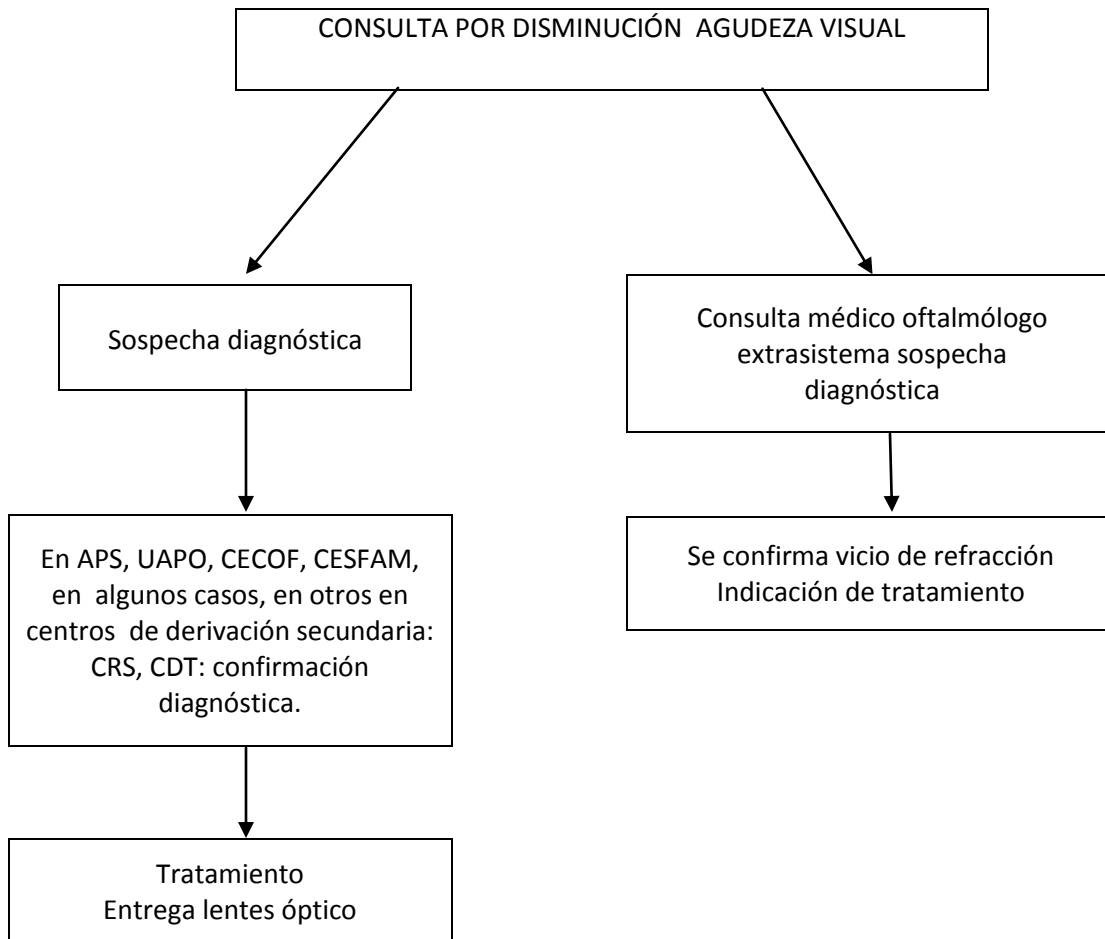 CONSULTA POR DISMINUCIÓN AGUDEZA VISUAL
Sospecha diagnóstica
En APS, UAPO, CECOF, CESFAM,
en algunos casos, en otros en
centros de derivación secundaria:
CRS, CDT: confirmación
diagnóstica.
Tratamiento
Entrega lentes óptico
Consulta médico oftalmólogo
extrasistema sospecha
diagnóstica
Se confirma vicio de refracción
Indicación de tratamiento